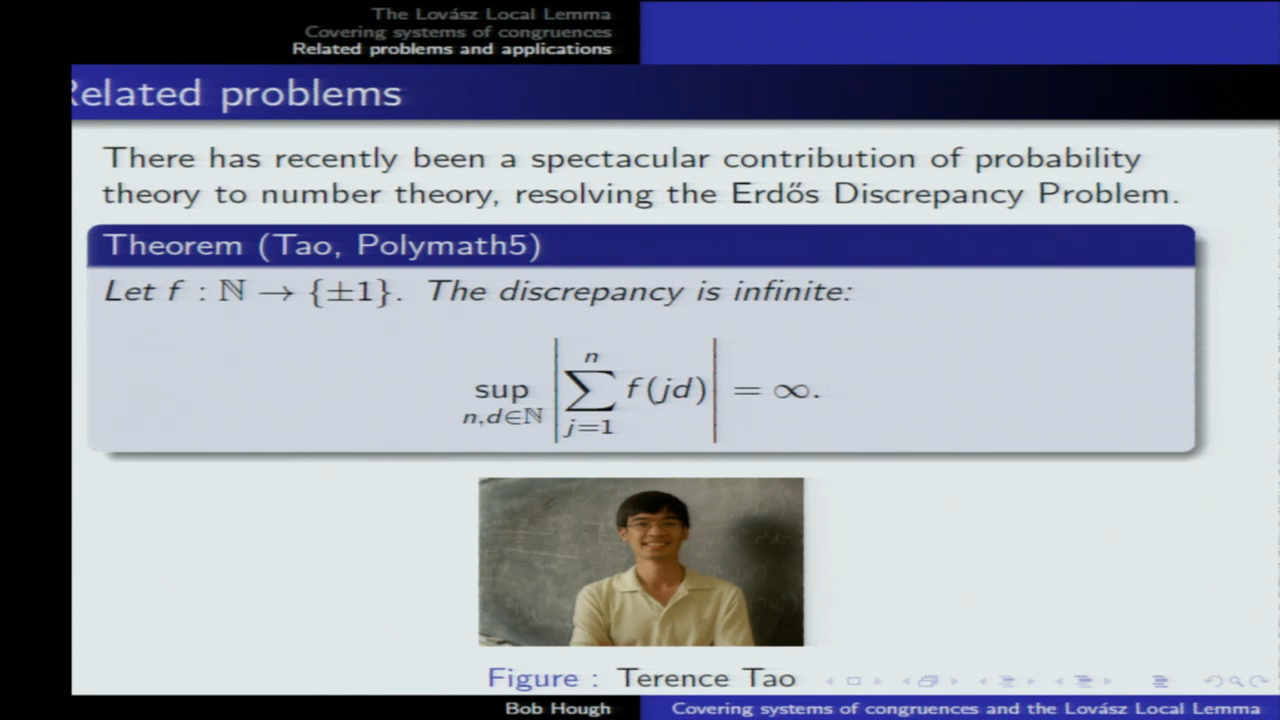 The Lovász Local Lemma
Covering systems of congruences
Related problems and applications
Related problems
There has recently been a spectacular contribution of probability
theory to number theory, resolving the Erdős Discrepancy Problem.
Theorem (Tao, Polymath5)
Let f : ℕ → {±1}. The discrepancy is infinite:
sup_{n,d∈ℕ} |∑_{j=1}^{n} f(jd)| = ∞.
Figure : Terence Tao
Bob Hough
Covering systems of congruences and the Lovász Local Lemma